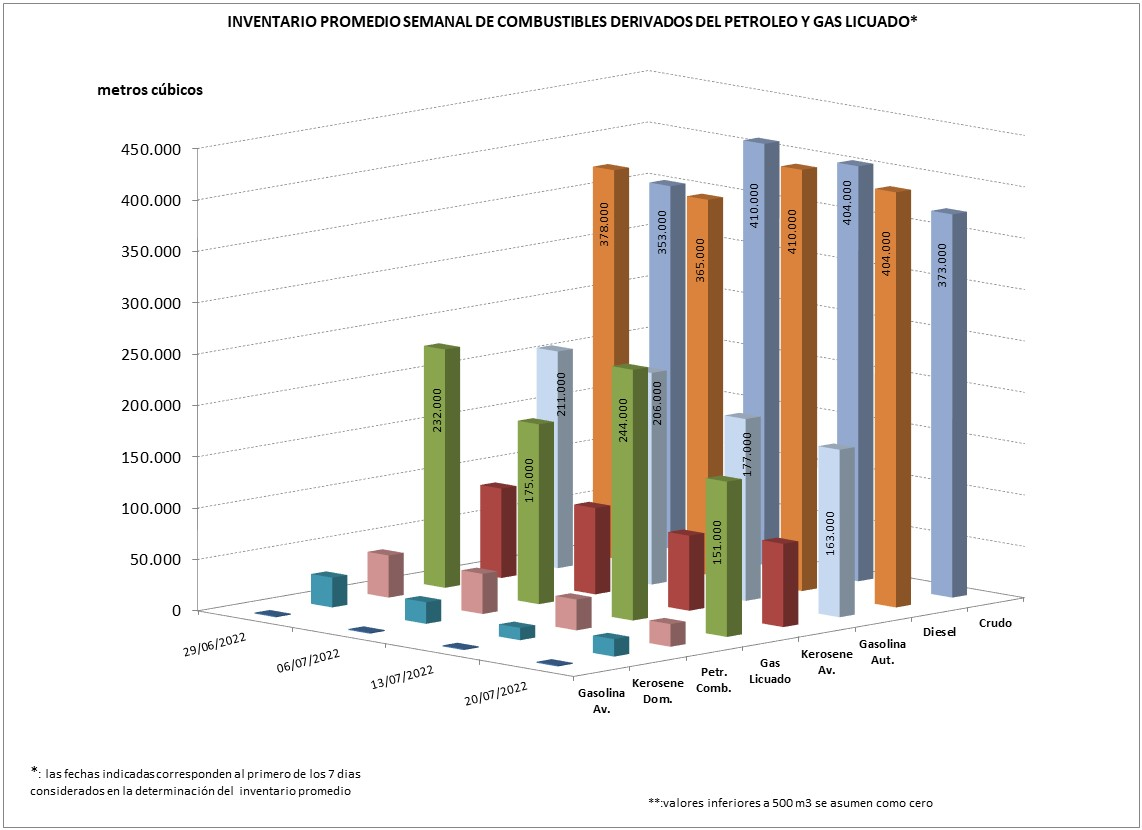 INVENTARIO PROMEDIO SEMANAL DE COMBUSTIBLES DERIVADOS DEL PETROLEO Y GAS LICUADO*
metros cúbicos
450.000
400.000
350.000
300.000
250.000
200.000
150.000
100.000
50.000
0
378.000
353.000
365.000
410.000
410.000
404.000
404.000
373.000
232.000
211.000
175.000
244.000
206.000
177.000
151.000
163.000
29/06/2022
06/07/2022
13/07/2022
20/07/2022
Gasolina
Av.
Kerosene
Dom.
Petr.
Comb.
Gas
Licuado
Kerosene
Av.
Gasolina
Aut.
Diesel
Crudo
*: las fechas indicadas corresponden al primero de los 7 dias
considerados en la determinación del inventario promedio
**:valores inferiores a 500 m3 se asumen como cero